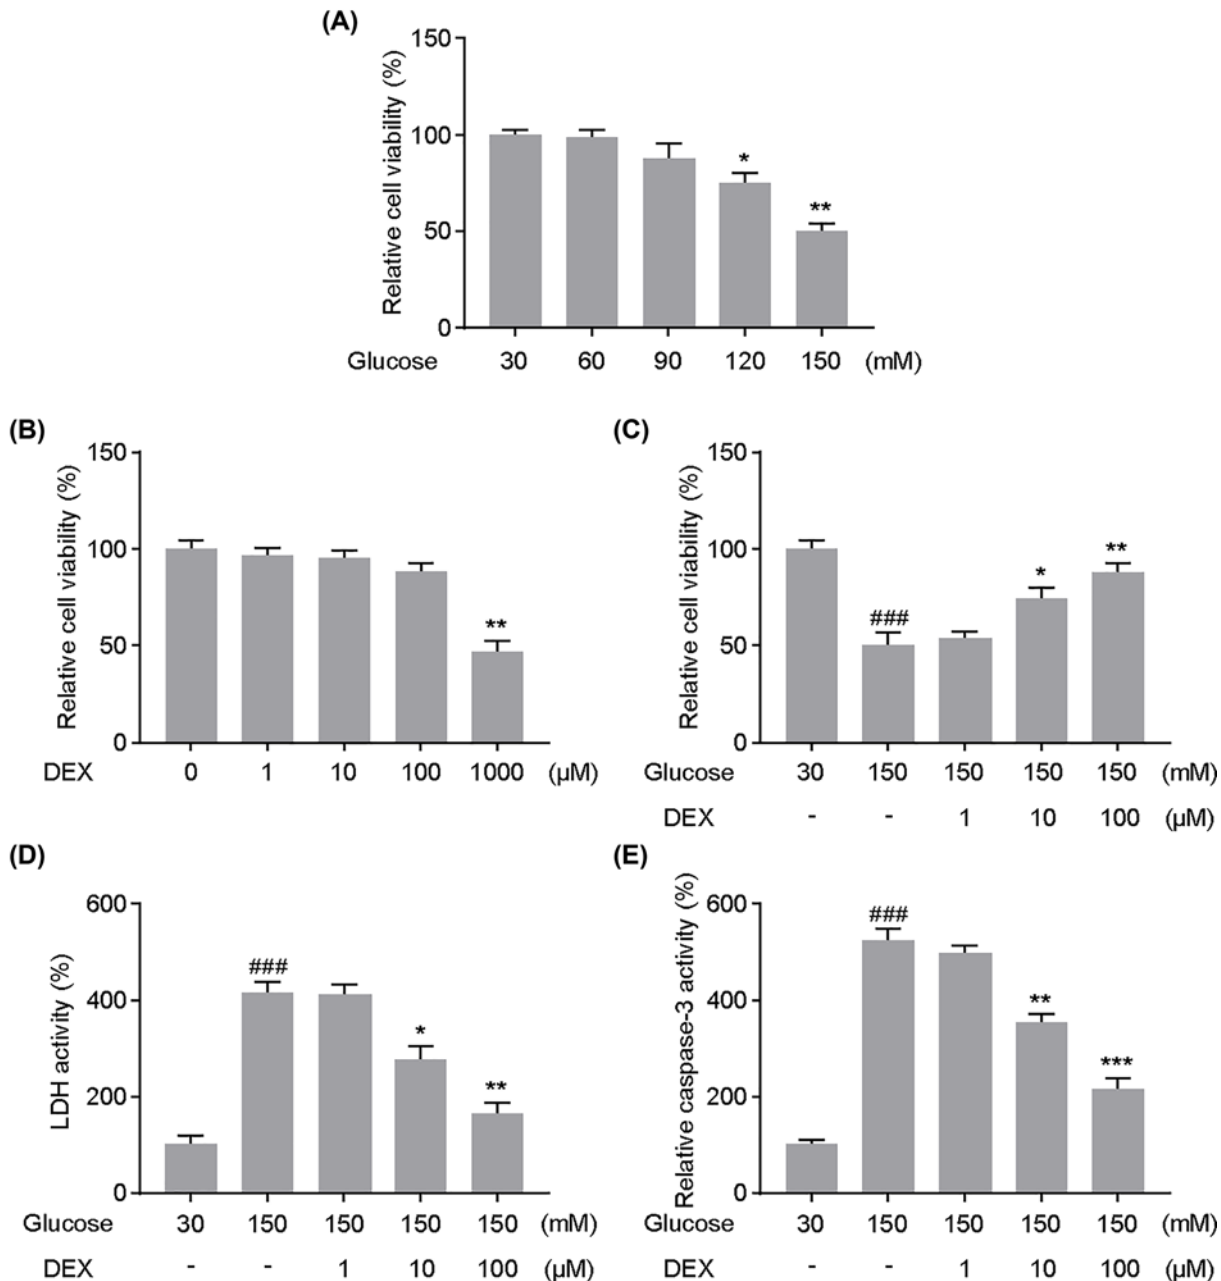 (A)
Relative cell viability (%)
150
100
50
0
*
**
Glucose 30 60 90 120 150 (mM)
(B)
Relative cell viability (%)
150
100
50
0
**
DEX 0 1 10 100 1000 (µM)
(C)
Relative cell viability (%)
150
100
50
0
###
*
**
Glucose 30 150 150 150 150 (mM)
DEX - - 1 10 100 (µM)
(D)
LDH activity (%)
600
400
200
0
###
*
**
Glucose 30 150 150 150 150 (mM)
DEX - - 1 10 100 (µM)
(E)
Relative caspase-3 activity (%)
600
400
200
0
###
**
***
Glucose 30 150 150 150 150 (mM)
DEX - - 1 10 100 (µM)